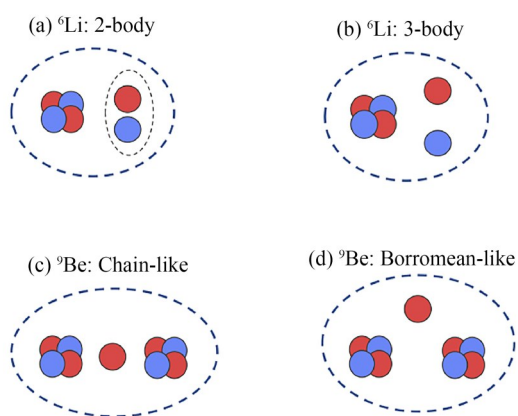 (a) ⁶Li: 2-body
(b) ⁶Li: 3-body
(c) ⁹Be: Chain-like
(d) ⁹Be: Borromean-like